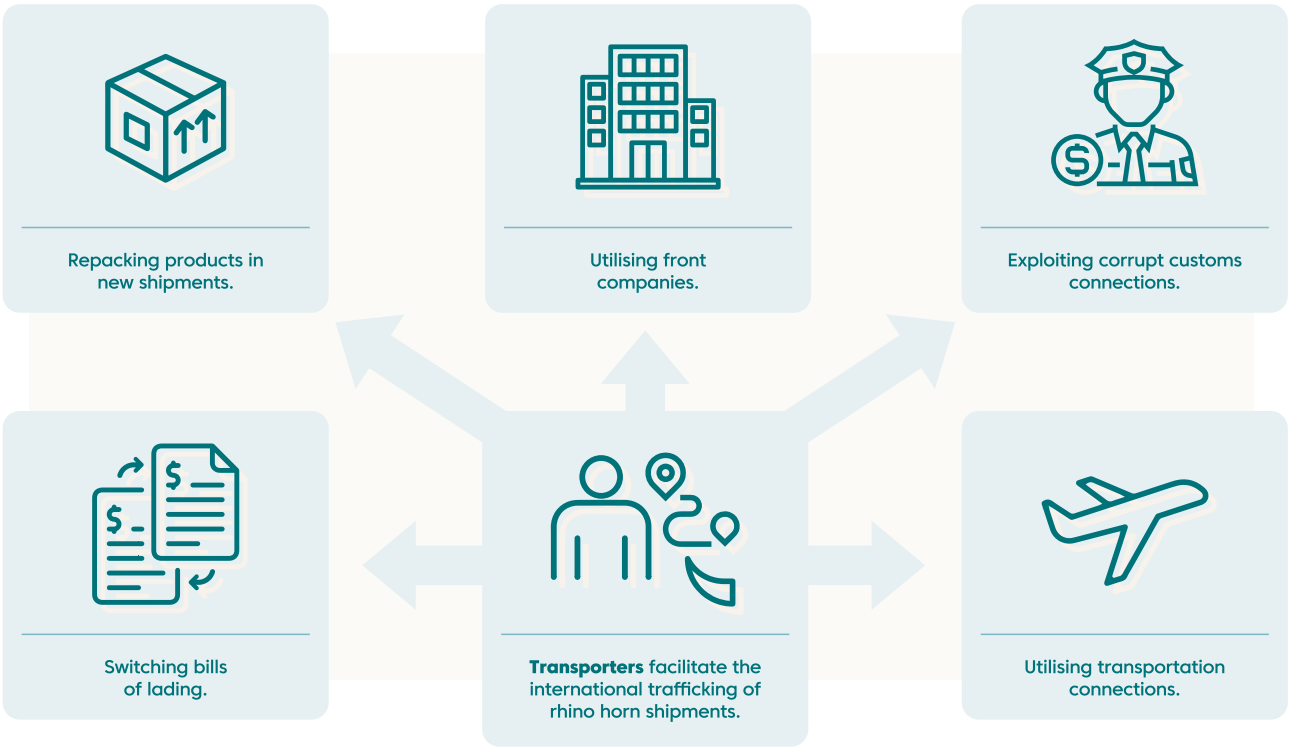 Repacking products in
new shipments.
Utilising front
companies.
Exploiting corrupt customs
connections.
$
$
$
Switching bills
of lading.
Transporters facilitate the
international trafficking of
rhino horn shipments.
Utilising transportation
connections.